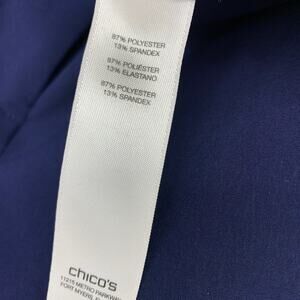 87% POLYESTER
13% SPANDEX
87% POLIÉSTER
13% ELASTANO
87% POLYESTER
13% SPANDEX
chico's
11215 METRO PARKWAY
FORT MYERS,